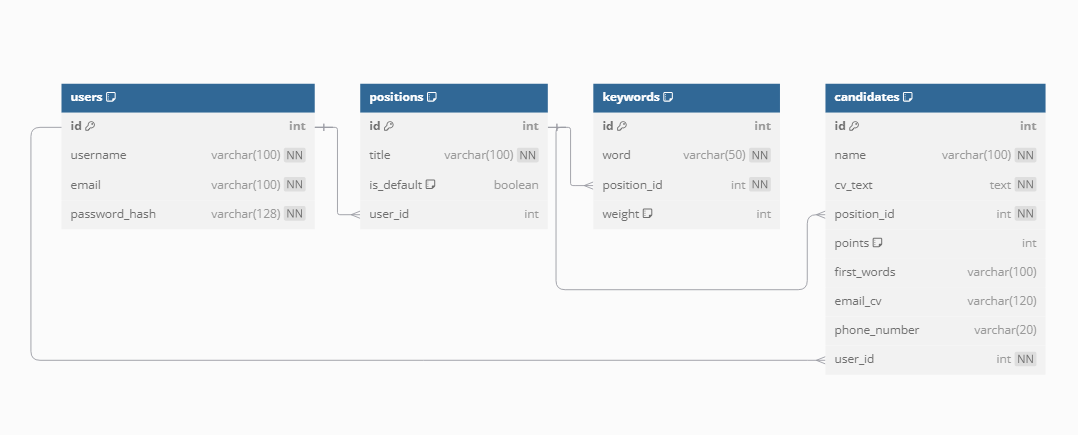 users
id int
username varchar(100) NN
email varchar(100) NN
password_hash varchar(128) NN
positions
id int
title varchar(100) NN
is_default boolean
user_id int
keywords
id int
word varchar(50) NN
position_id int NN
weight int
candidates
id int
name varchar(100) NN
cv_text text NN
position_id int NN
points int
first_words varchar(100)
email_cv varchar(120)
phone_number varchar(20)
user_id int NN